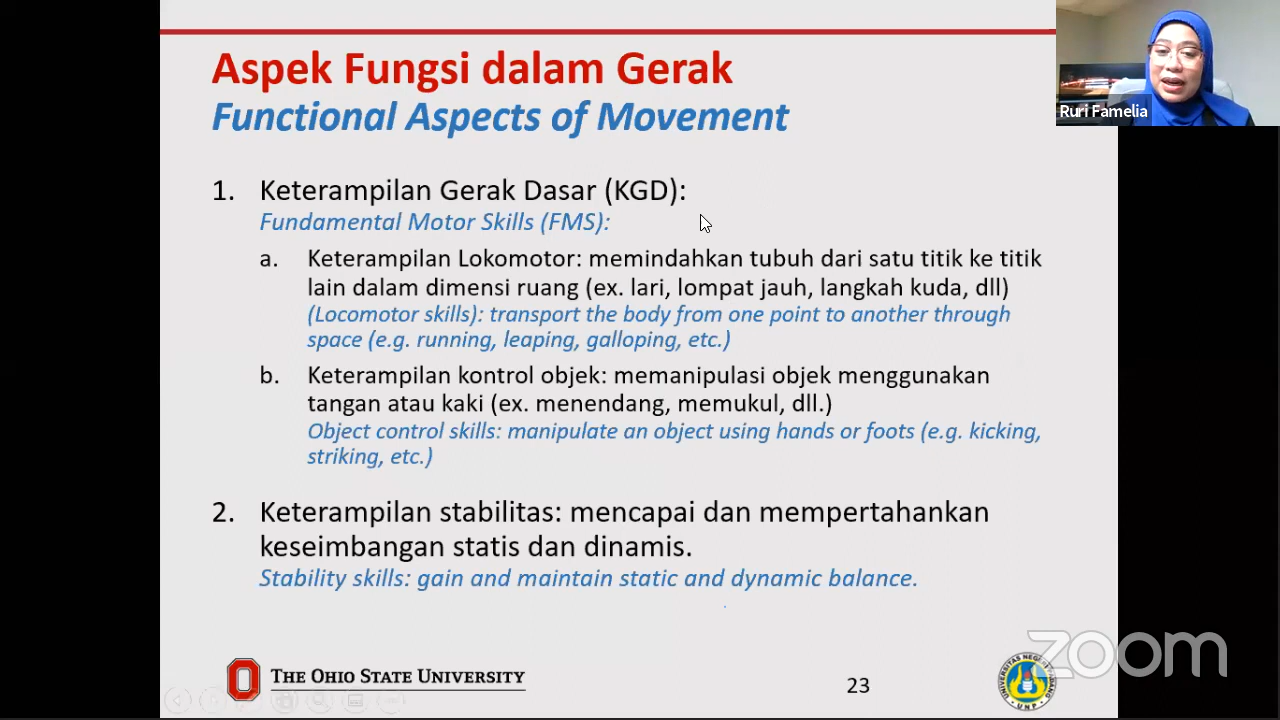 Aspek Fungsi dalam Gerak
Functional Aspects of Movement
Ruri Famelia
1. Keterampilan Gerak Dasar (KGD):
Fundamental Motor Skills (FMS):
a. Keterampilan Lokomotor: memindahkan tubuh dari satu titik ke titik
lain dalam dimensi ruang (ex. lari, lompat jauh, langkah kuda, dll)
(Locomotor skills): transport the body from one point to another through
space (e.g. running, leaping, galloping, etc.)
b. Keterampilan kontrol objek: memanipulasi objek menggunakan
tangan atau kaki (ex. menendang, memukul, dll.)
Object control skills: manipulate an object using hands or foots (e.g. kicking,
striking, etc.)
2. Keterampilan stabilitas: mencapai dan mempertahankan
keseimbangan statis dan dinamis.
Stability skills: gain and maintain static and dynamic balance.
THE OHIO STATE UNIVERSITY
23
zoom
UNP